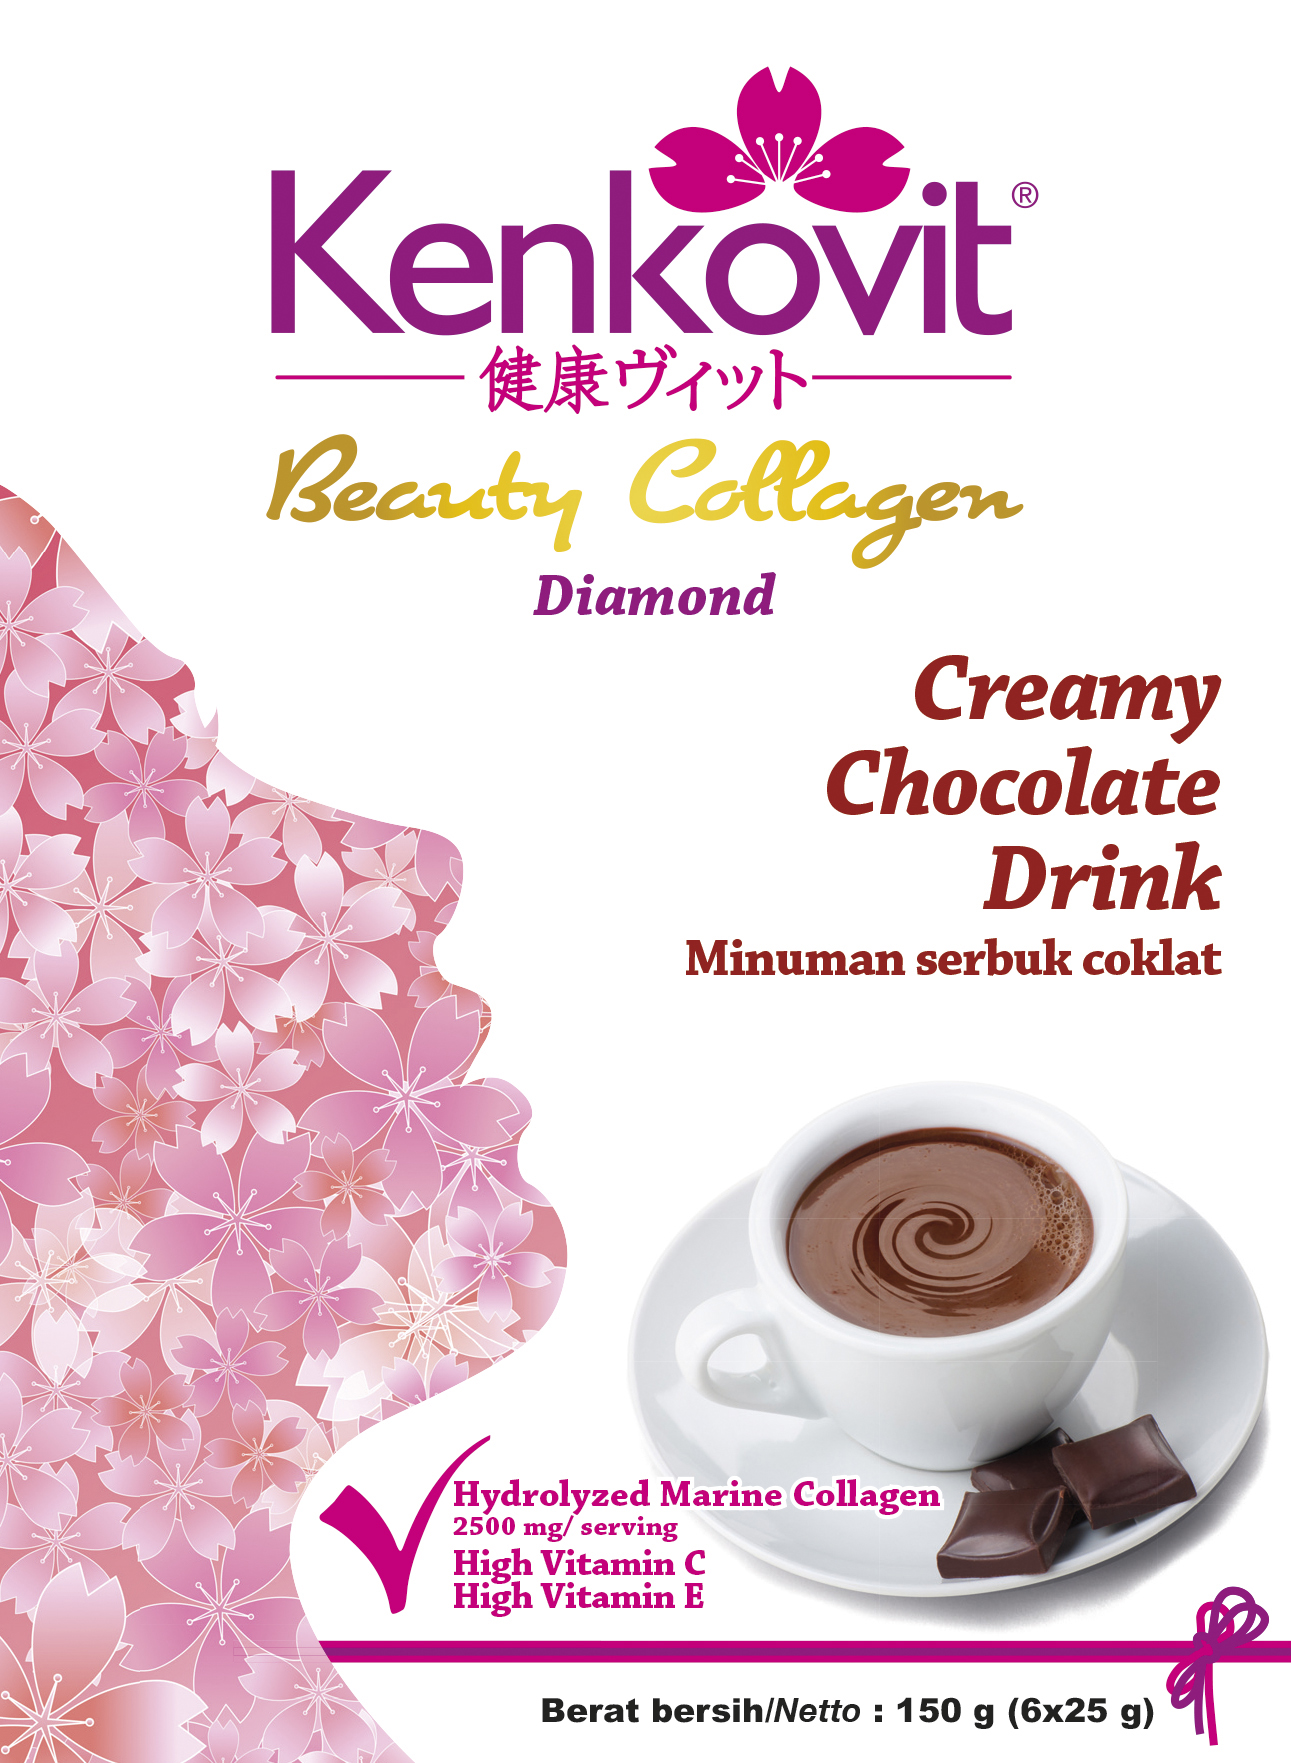 Kenkovit®
健康ヴィット
Beauty Collagen
Diamond
Creamy
Chocolate
Drink
Minuman serbuk coklat
Hydrolyzed Marine Collagen
2500 mg/ serving
High Vitamin C
High Vitamin E
Berat bersih/Netto : 150 g (6x25 g)